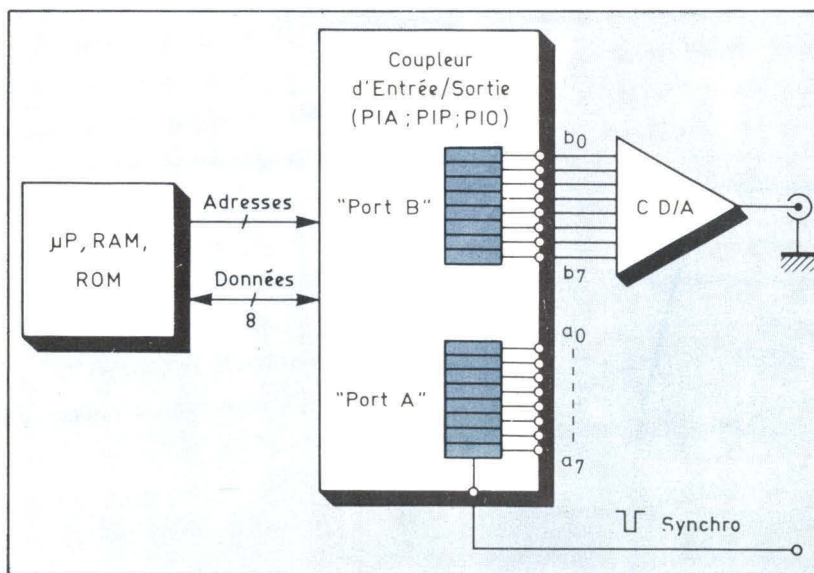 Coupleur
d'Entrée/Sortie
(PIA ; PIP; PIO)
b0
Adresses
"Port B"
C D/A
µP, RAM,
ROM
Données
8
b7
a0
"Port A"
a7
Synchro